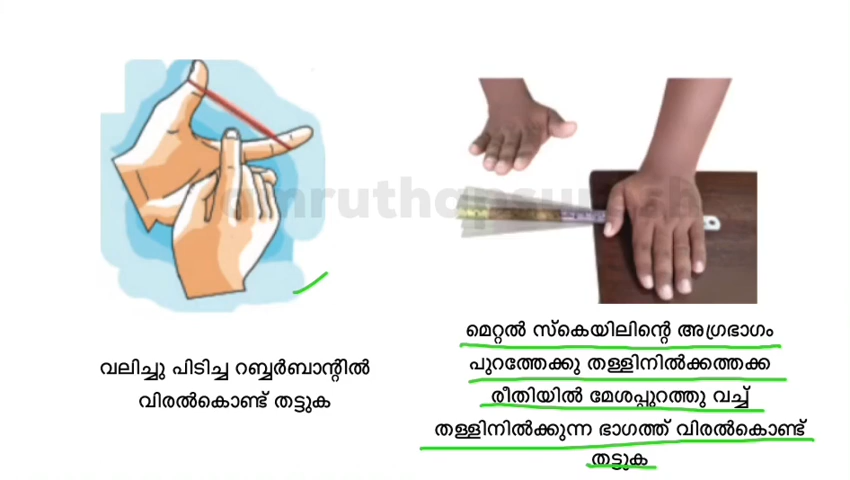 വലിച്ചു പിടിച്ച റബ്ബർബാന്റിൽ
വിരൽകൊണ്ട് തട്ടുക
മെറ്റൽ സ്കെയിലിന്റെ അഗ്രഭാഗം
പുറത്തേക്കു തള്ളിനിൽക്കത്തക്ക
രീതിയിൽ മേശപ്പുറത്തു വച്ച്
തള്ളിനിൽക്കുന്ന ഭാഗത്ത് വിരൽകൊണ്ട്
തട്ടുക